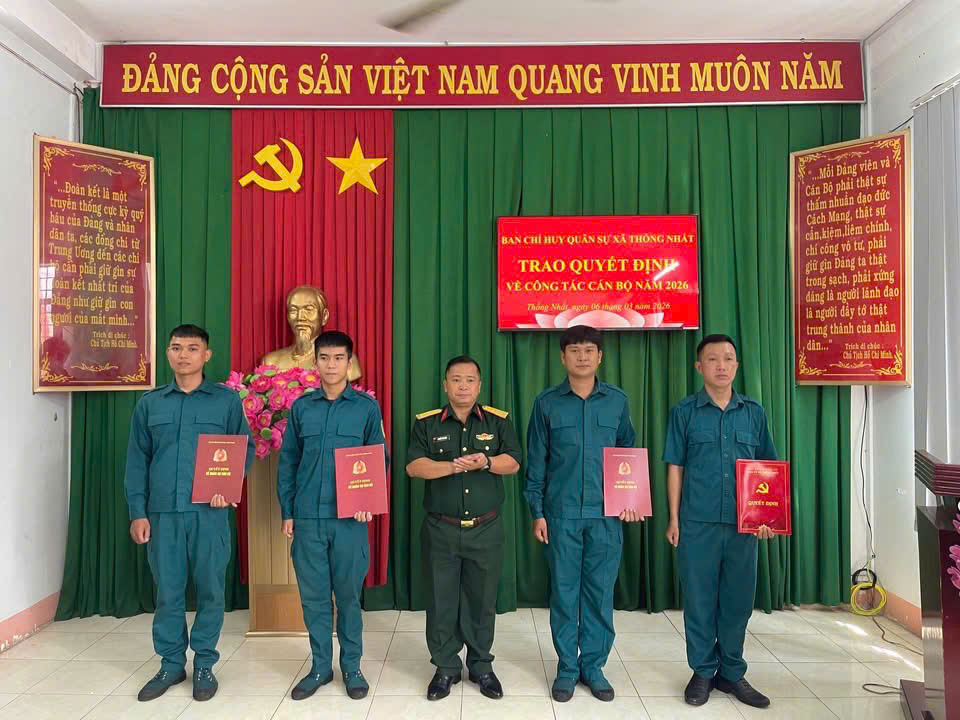 ĐẢNG CỘNG SẢN VIỆT NAM QUANG VINH MUÔN NĂM
"...Đoàn kết là một
truyền thống cực kỳ quý
báu của Đảng và nhân
dân ta, các đồng chí từ
Trung Ương đến các chi
bộ cần phải giữ gìn sự
đoàn kết nhất trí của
Đảng như giữ gìn con
người của mắt mình..."
Trích di chúc :
Chủ Tịch Hồ Chí Minh.
BAN CHỈ HUY QUÂN SỰ XÃ THỐNG NHẤT
TRAO QUYẾT ĐỊNH
VỀ CÔNG TÁC CÁN BỘ NĂM 2026
Thống Nhất, ngày 06 tháng 03 năm 2026
"...Mỗi Đảng viên và
Cán Bộ phải thật sự
thấm nhuần đạo đức
Cách Mạng, thật sự
cần,kiệm,liêm chính,
chí công vô tư, phải
giữ gìn Đảng ta thật
trong sạch, phải xứng
đáng là người lãnh đạo
là người đầy tớ thật
trung thành của nhân
dân..."
Trích di chúc :
Chủ Tịch Hồ Chí Minh.
QUYẾT ĐỊNH
QUYẾT ĐỊNH
QUYẾT ĐỊNH
QUYẾT ĐỊNH